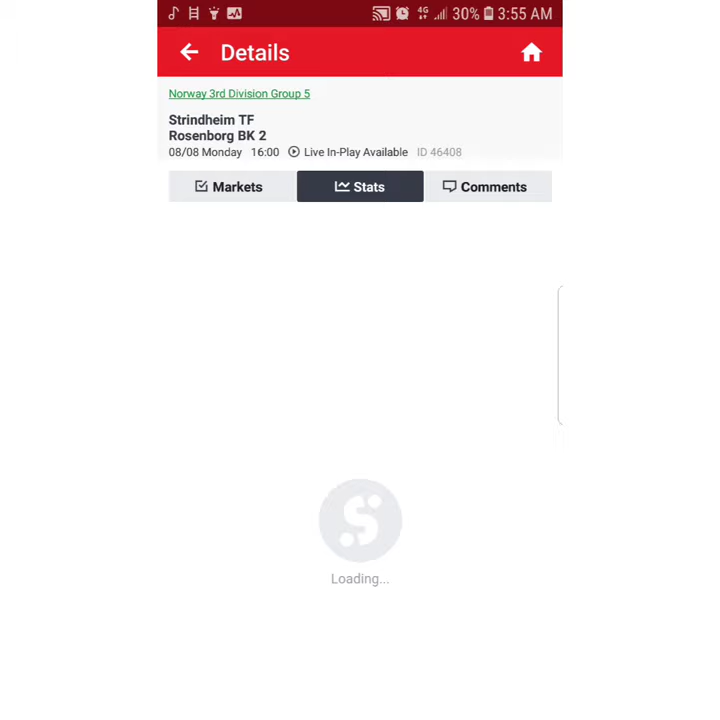 4G 30% 3:55 AM
Details
Norway 3rd Division Group 5
Strindheim TF
Rosenborg BK 2
08/08 Monday 16:00 Live In-Play Available ID 46408
Markets Stats Comments
S
Loading...